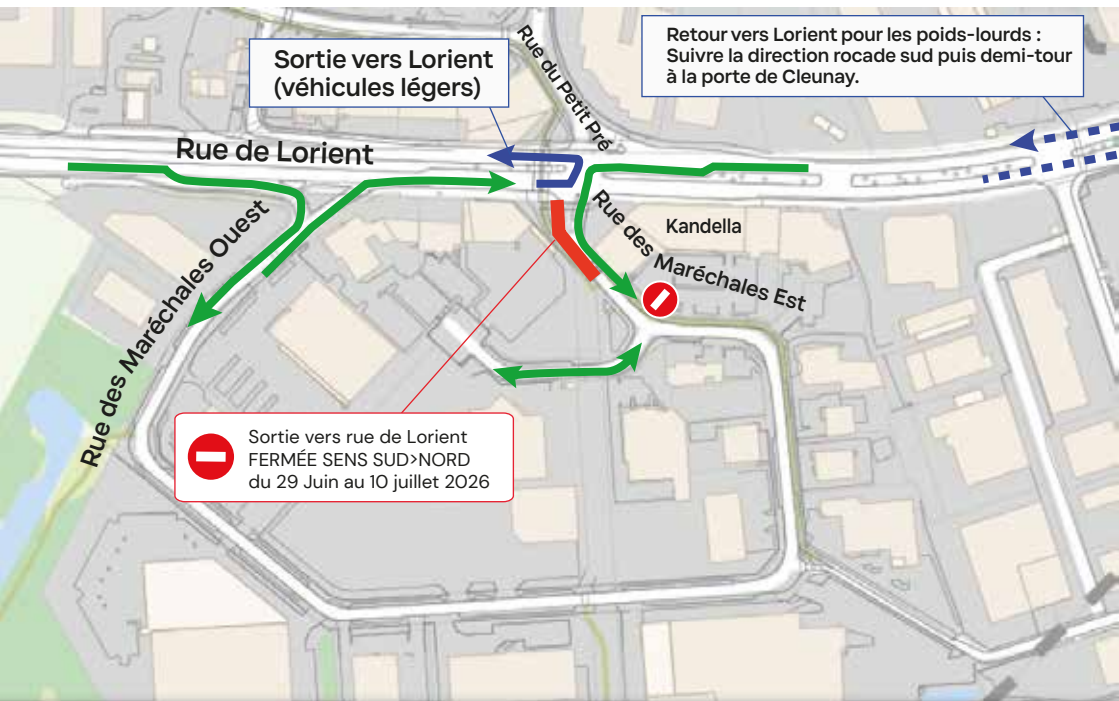 Rue du Petit Pré
Sortie vers Lorient
(véhicules légers)
Retour vers Lorient pour les poids-lourds :
Suivre la direction rocade sud puis demi-tour
à la porte de Cleunay.
Rue de Lorient
Rue des Maréchales Ouest
Rue des Maréchales Est
Kandella
Sortie vers rue de Lorient
FERMÉE SENS SUD>NORD
du 29 Juin au 10 juillet 2026